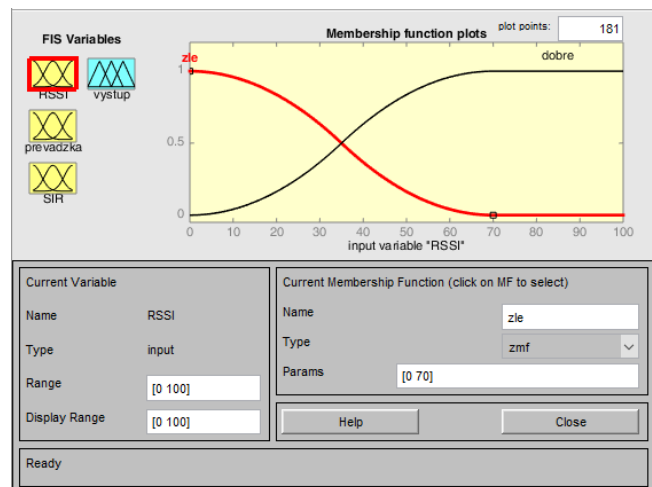 FIS Variables
RSSI
vystup
prevadzka
SIR
Membership function plots
plot points:
181
zle
dobre
1
0.5
0
0 10 20 30 40 50 60 70 80 90 100
input variable "RSSI"
Current Variable
Name RSSI
Type input
Range [0 100]
Display Range [0 100]
Current Membership Function (click on MF to select)
Name zle
Type zmf
Params [0 70]
Help
Close
Ready